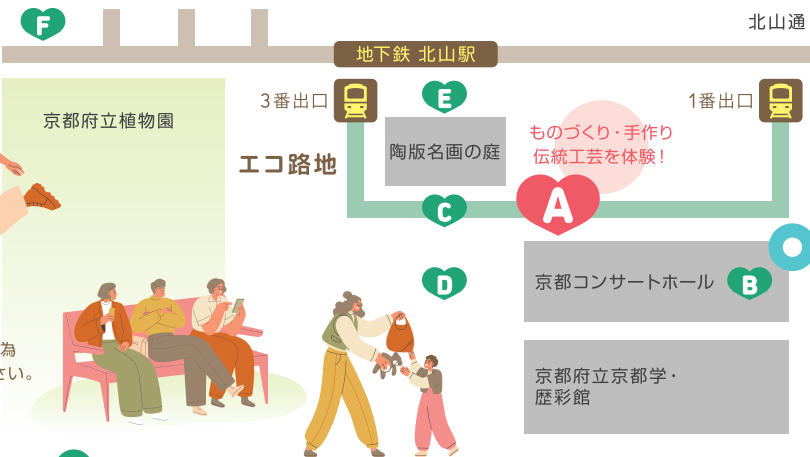 F
北山通
地下鉄 北山駅
3番出口
E
1番出口
京都府立植物園
ものづくり・手作り
伝統工芸を体験！
陶版名画の庭
エコ路地
A
C
D
京都コンサートホール
B
為
さい。
京都府立京都学・
歴彩館